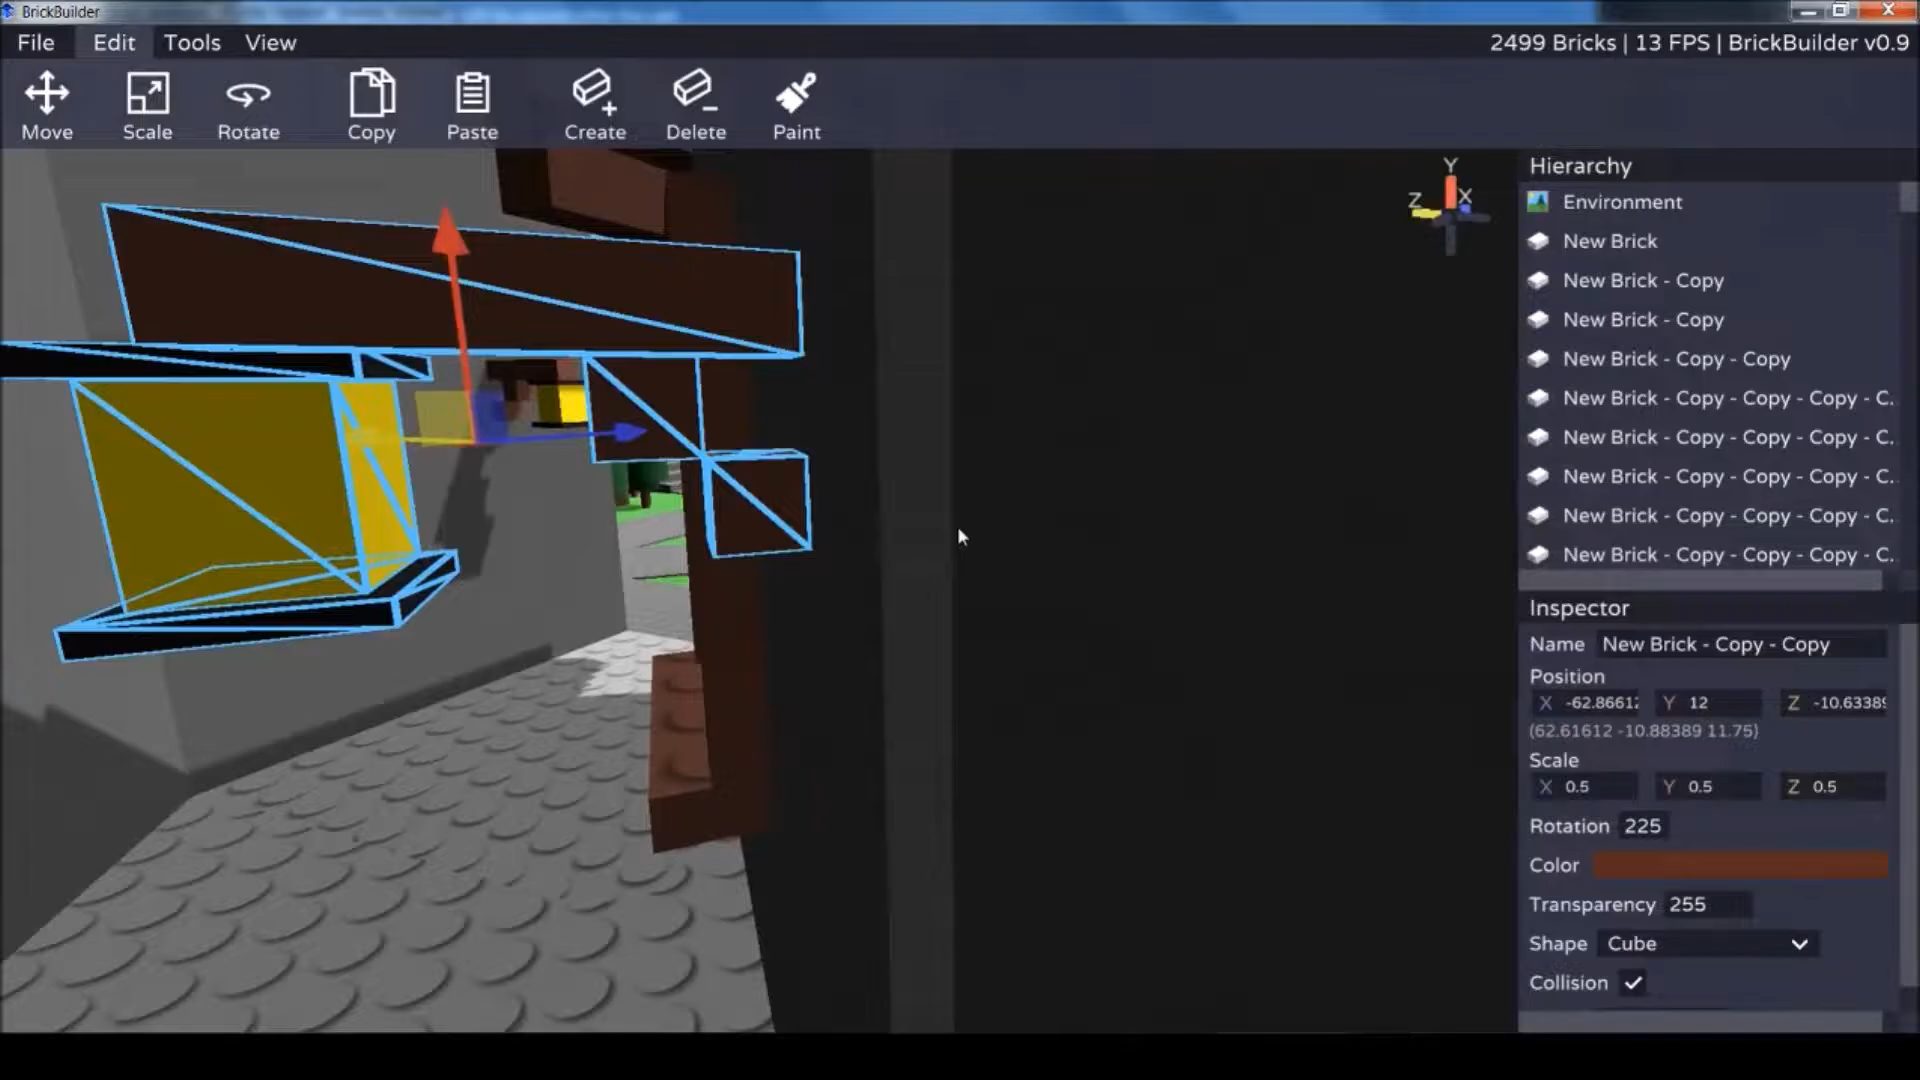 BrickBuilder
File Edit Tools View 2499 Bricks | 13 FPS | BrickBuilder v0.9
Move Scale Rotate Copy Paste Create Delete Paint
Y
Z X
Hierarchy
Environment
New Brick
New Brick - Copy
New Brick - Copy
New Brick - Copy - Copy
New Brick - Copy - Copy - Copy - C.
New Brick - Copy - Copy - Copy - C.
New Brick - Copy - Copy - Copy - C.
New Brick - Copy - Copy - Copy - C.
New Brick - Copy - Copy - Copy - C.
Inspector
Name New Brick - Copy - Copy
Position
X -62.8661 Y 12 Z -10.6338
(62.61612 -10.88389 11.75)
Scale
X 0.5 Y 0.5 Z 0.5
Rotation 225
Color
Transparency 255
Shape Cube
Collision